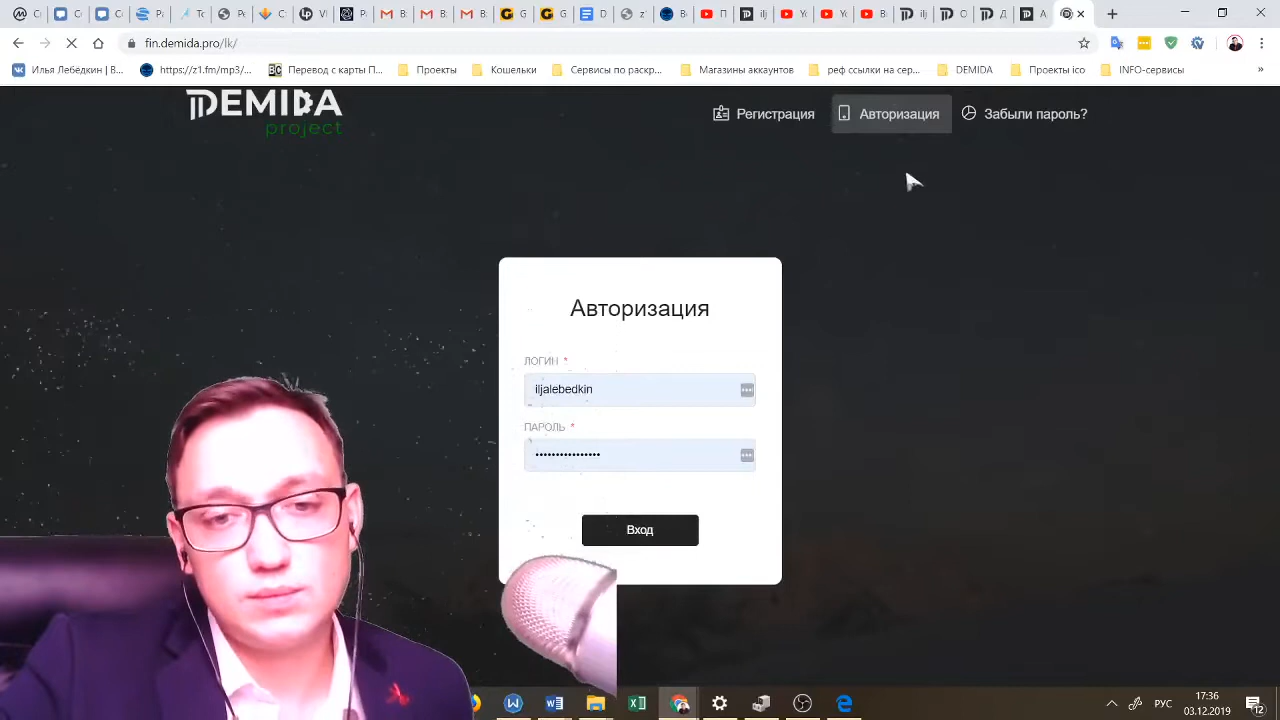 fin.demida.pro/lk/
Илья Лебёдкин | В...
https://z1.fm/mp3/...
Перевод с карты П...
Проекты
Кошельки
Сервисы по раскр...
Магазины аккаунтов
реф.ссылки на сер...
DEMIDA
Проекты ico
INFO-сервисы
»
DEMIDA
project
Регистрация
Авторизация
Забыли пароль?
Авторизация
ЛОГИН *
iljalebedkin
ПАРОЛЬ *
••••••••••••••••
Вход
РУС
17:36
03.12.2019
12